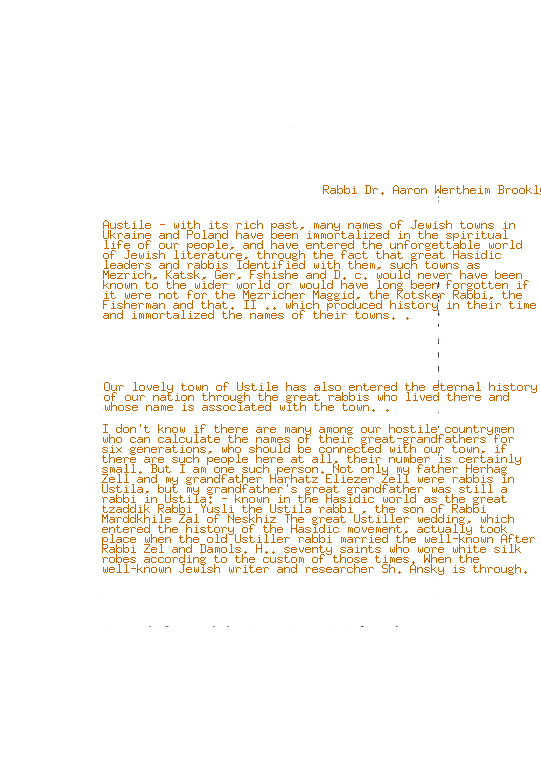 Rabbi Dr. Aaron Wertheim Brookly
Austile - with its rich past, many names of Jewish towns in
Ukraine and Poland have been immortalized in the spiritual
life of our people, and have entered the unforgettable world
of Jewish literature, through the fact that great Hasidic
leaders and rabbis Identified with them, such towns as
Mezrich, Katsk, Ger, Fshishe and D. c. would never have been
known to the wider world or would have long been forgotten if
it were not for the Mezricher Maggid, the Kotsker Rabbi, the
Fisherman and that. II .. which produced history in their time
and immortalized the names of their towns. .
Our lovely town of Ustile has also entered the eternal history
of our nation through the great rabbis who lived there and
whose name is associated with the town. .
I don't know if there are many among our hostile countrymen
who can calculate the names of their great-grandfathers for
six generations, who should be connected with our town, if
there are such people here at all, their number is certainly
small. But I am one such person. Not only my father Herhag
Zell and my grandfather Harhatz Eliezer Zell were rabbis in
Ustila, but my grandfather's great grandfather was still a
rabbi in Ustila! - known in the Hasidic world as the great
tzaddik Rabbi Yusli the Ustila rabbi , the son of Rabbi
Marddkhile Zal of Neskhiz The great Ustiller wedding, which
entered the history of the Hasidic movement, actually took
place when the old Ustiller rabbi married the well-known After
Rabbi Zel and Damols. H.. seventy saints who wore white silk
robes according to the custom of those times. When the
well-known Jewish writer and researcher Sh. Ansky is through.